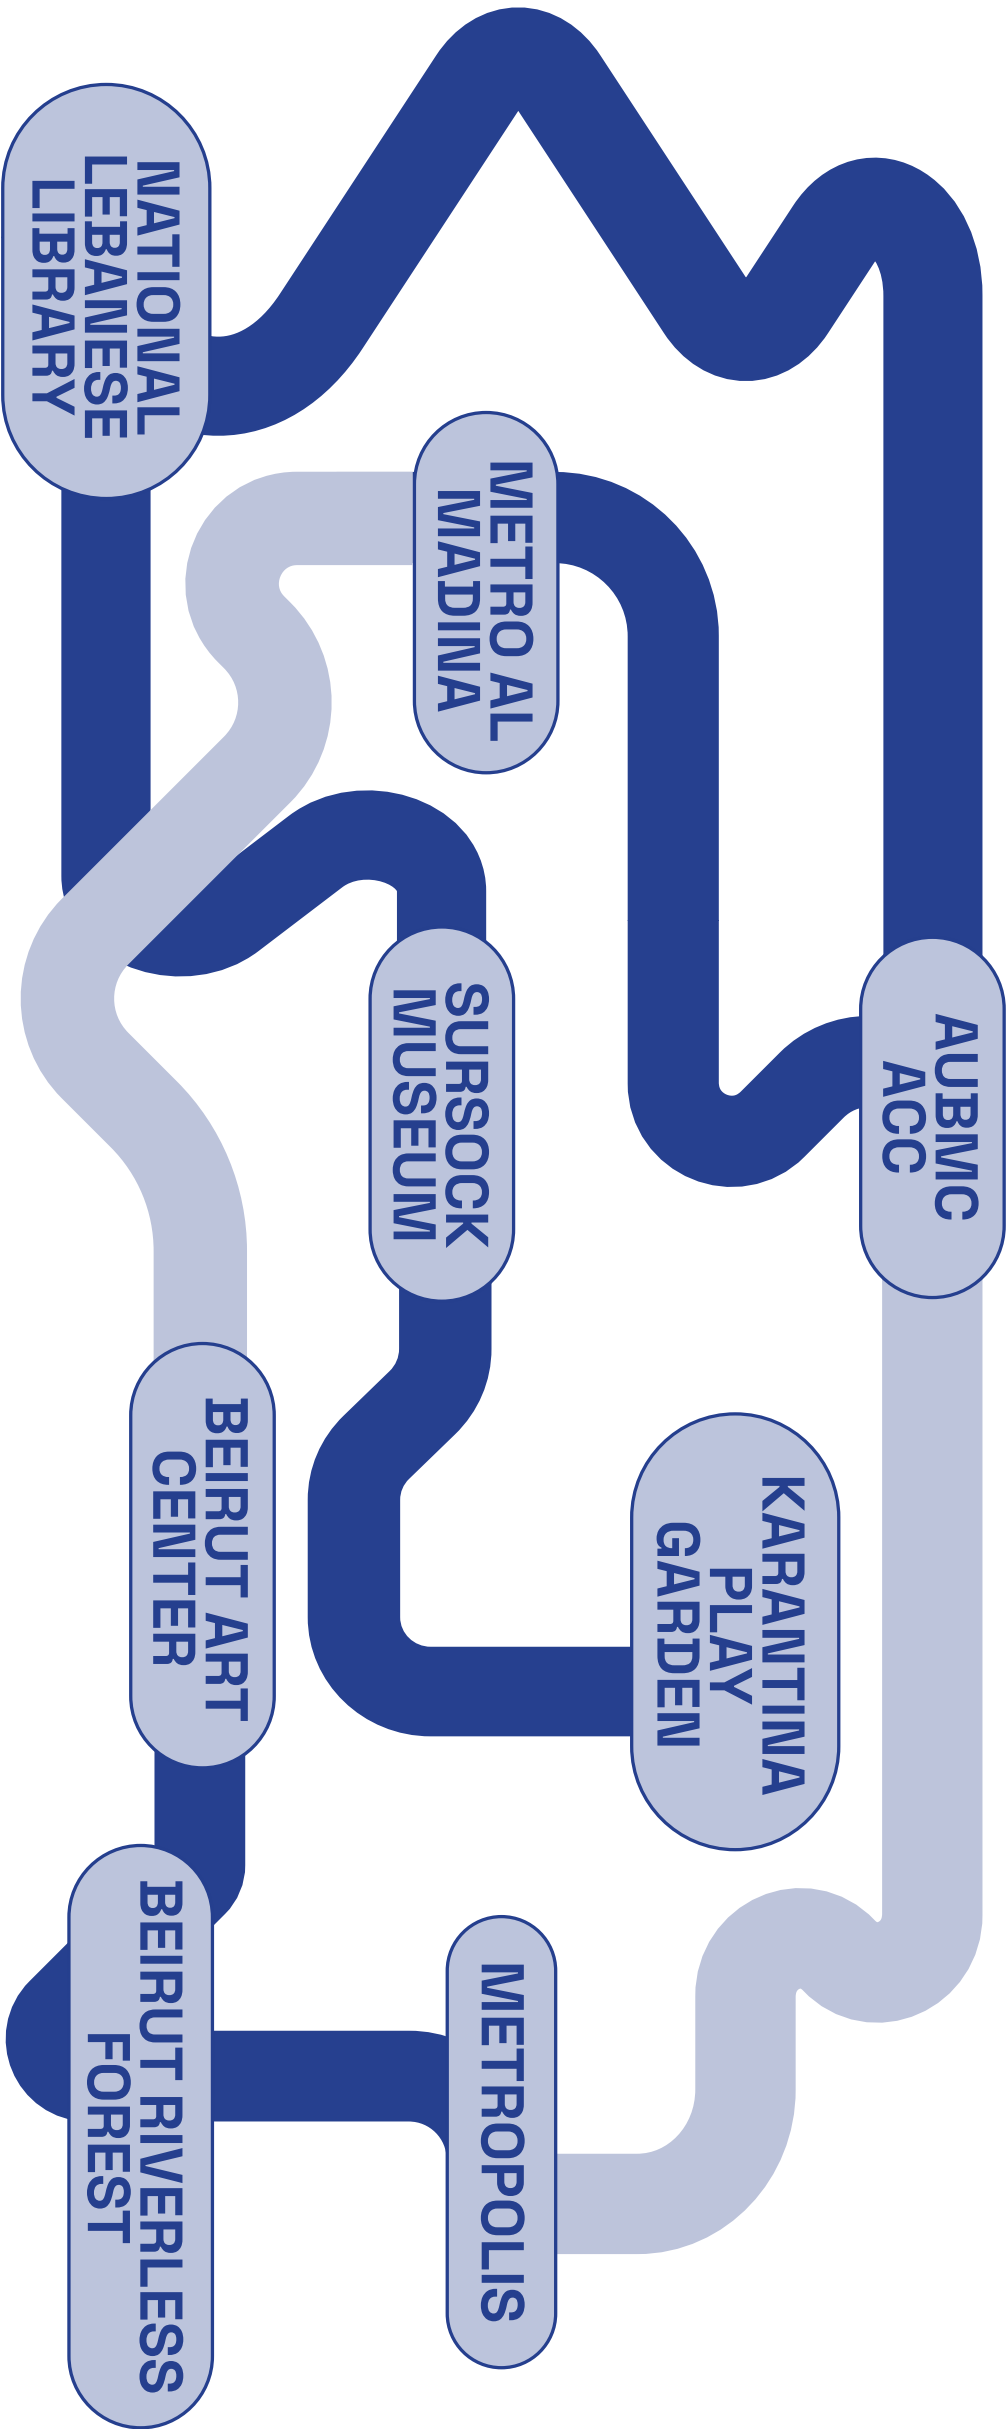 NATIONAL
LEBANESE
LIBRARY
METRO AL
MADINA
SURSOCK
MUSEUM
AUBMC
ACC
BEIRUT ART
CENTER
KARANTINA
PLAY
GARDEN
BEIRUT RIVERLESS
FOREST
METROPOLIS